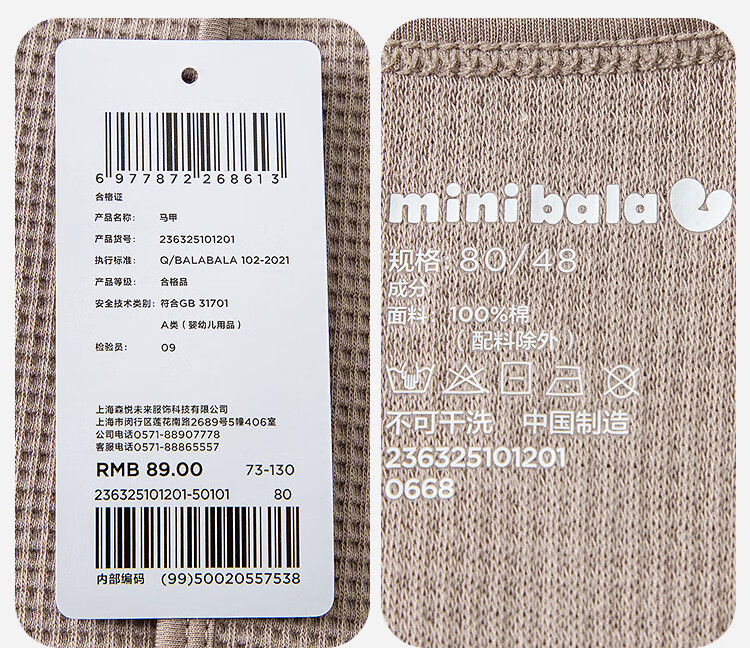 6 977872 268613
合格证
产品名称: 马甲
产品货号: 236325101201
执行标准: Q/BALABALA 102-2021
产品等级: 合格品
安全技术类别: 符合GB 31701
A类（婴幼儿用品）
检验员: 09
上海森悦未来服饰科技有限公司
上海市闵行区莲花南路2689号5幢406室
公司电话0571-88907778
客服电话0571-88865557
RMB 89.00 73-130
236325101201-50101 80
内部编码 (99)50020557538
mini bala
规格 80/48
成分
面料 100%棉
（配料除外）
不可干洗 中国制造
236325101201
0668